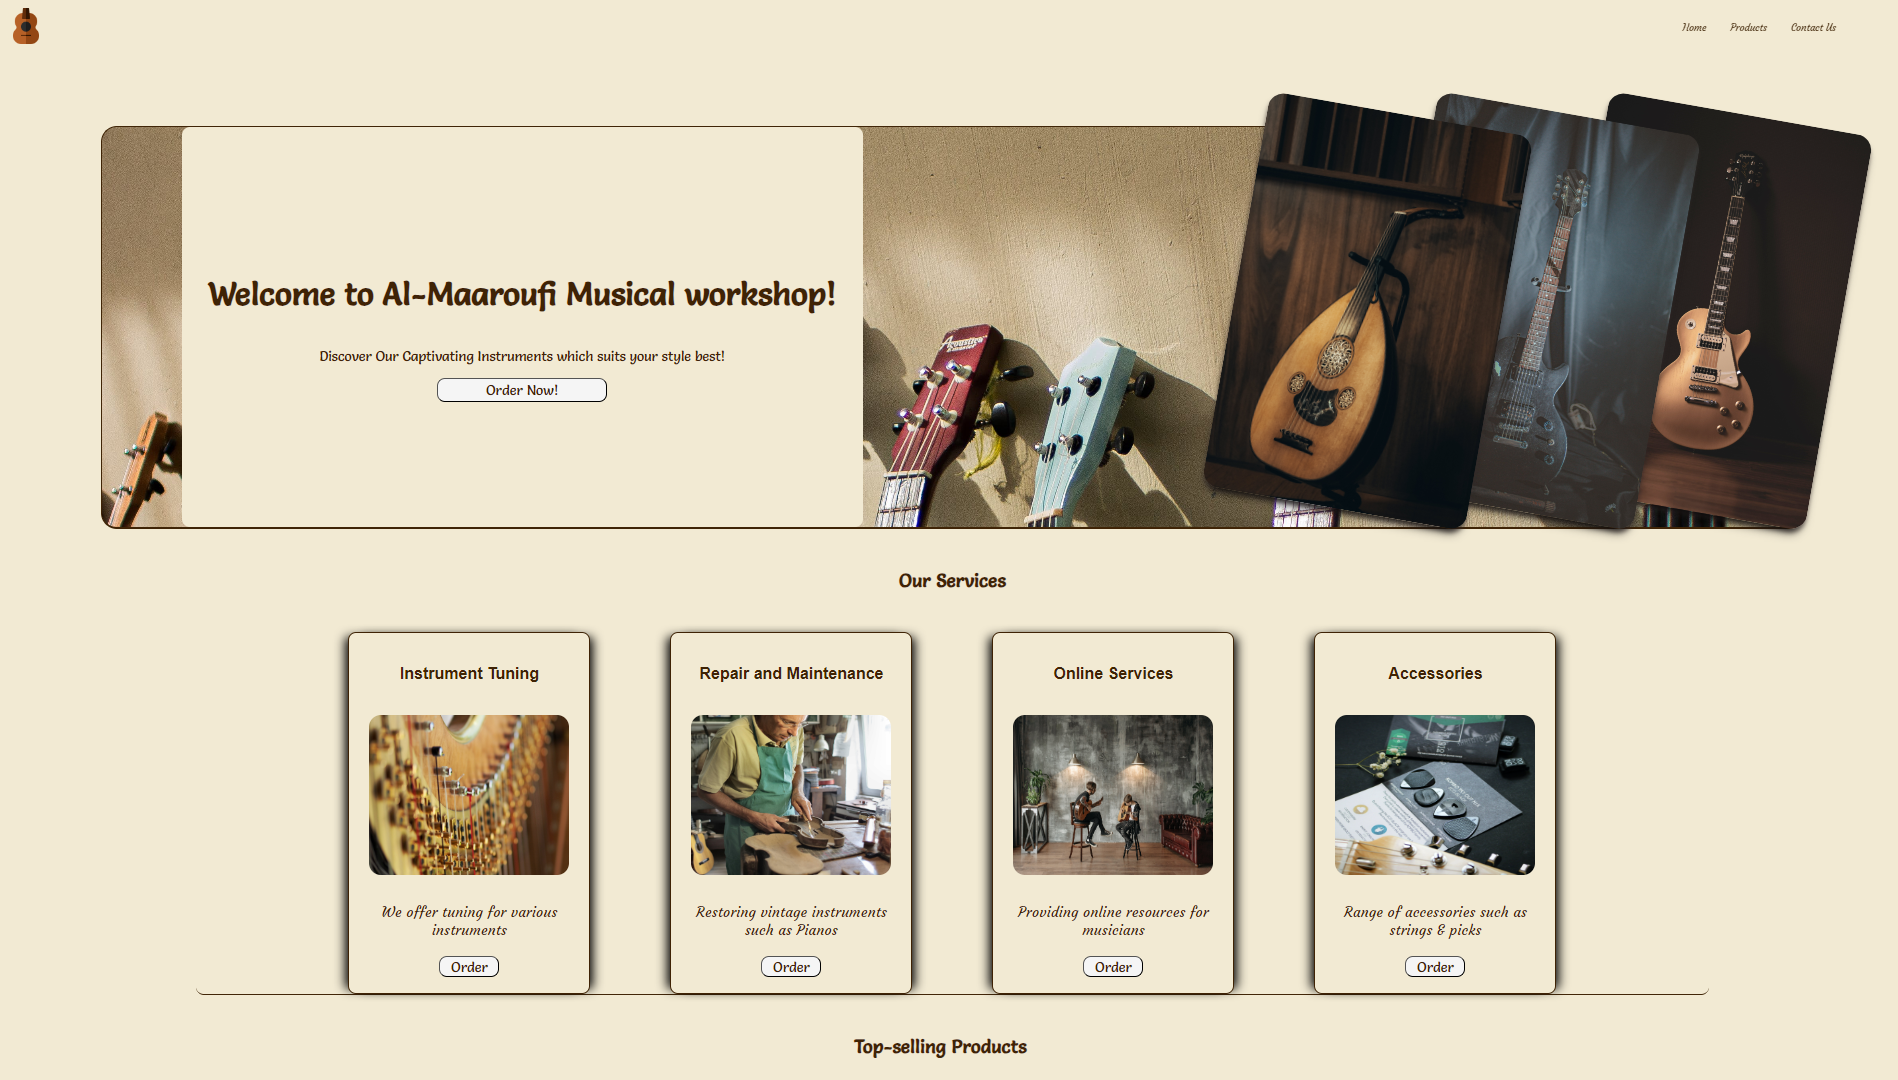 Home Products Contact Us
Welcome to Al-Maaroufi Musical workshop!
Discover Our Captivating Instruments which suits your style best!
Order Now!
Acoustica
Our Services
Instrument Tuning
Repair and Maintenance
Online Services
Accessories
We offer tuning for various
instruments
Restoring vintage instruments
such as Pianos
Providing online resources for
musicians
Range of accessories such as
strings & picks
Order
Order
Order
Order
Top-selling Products